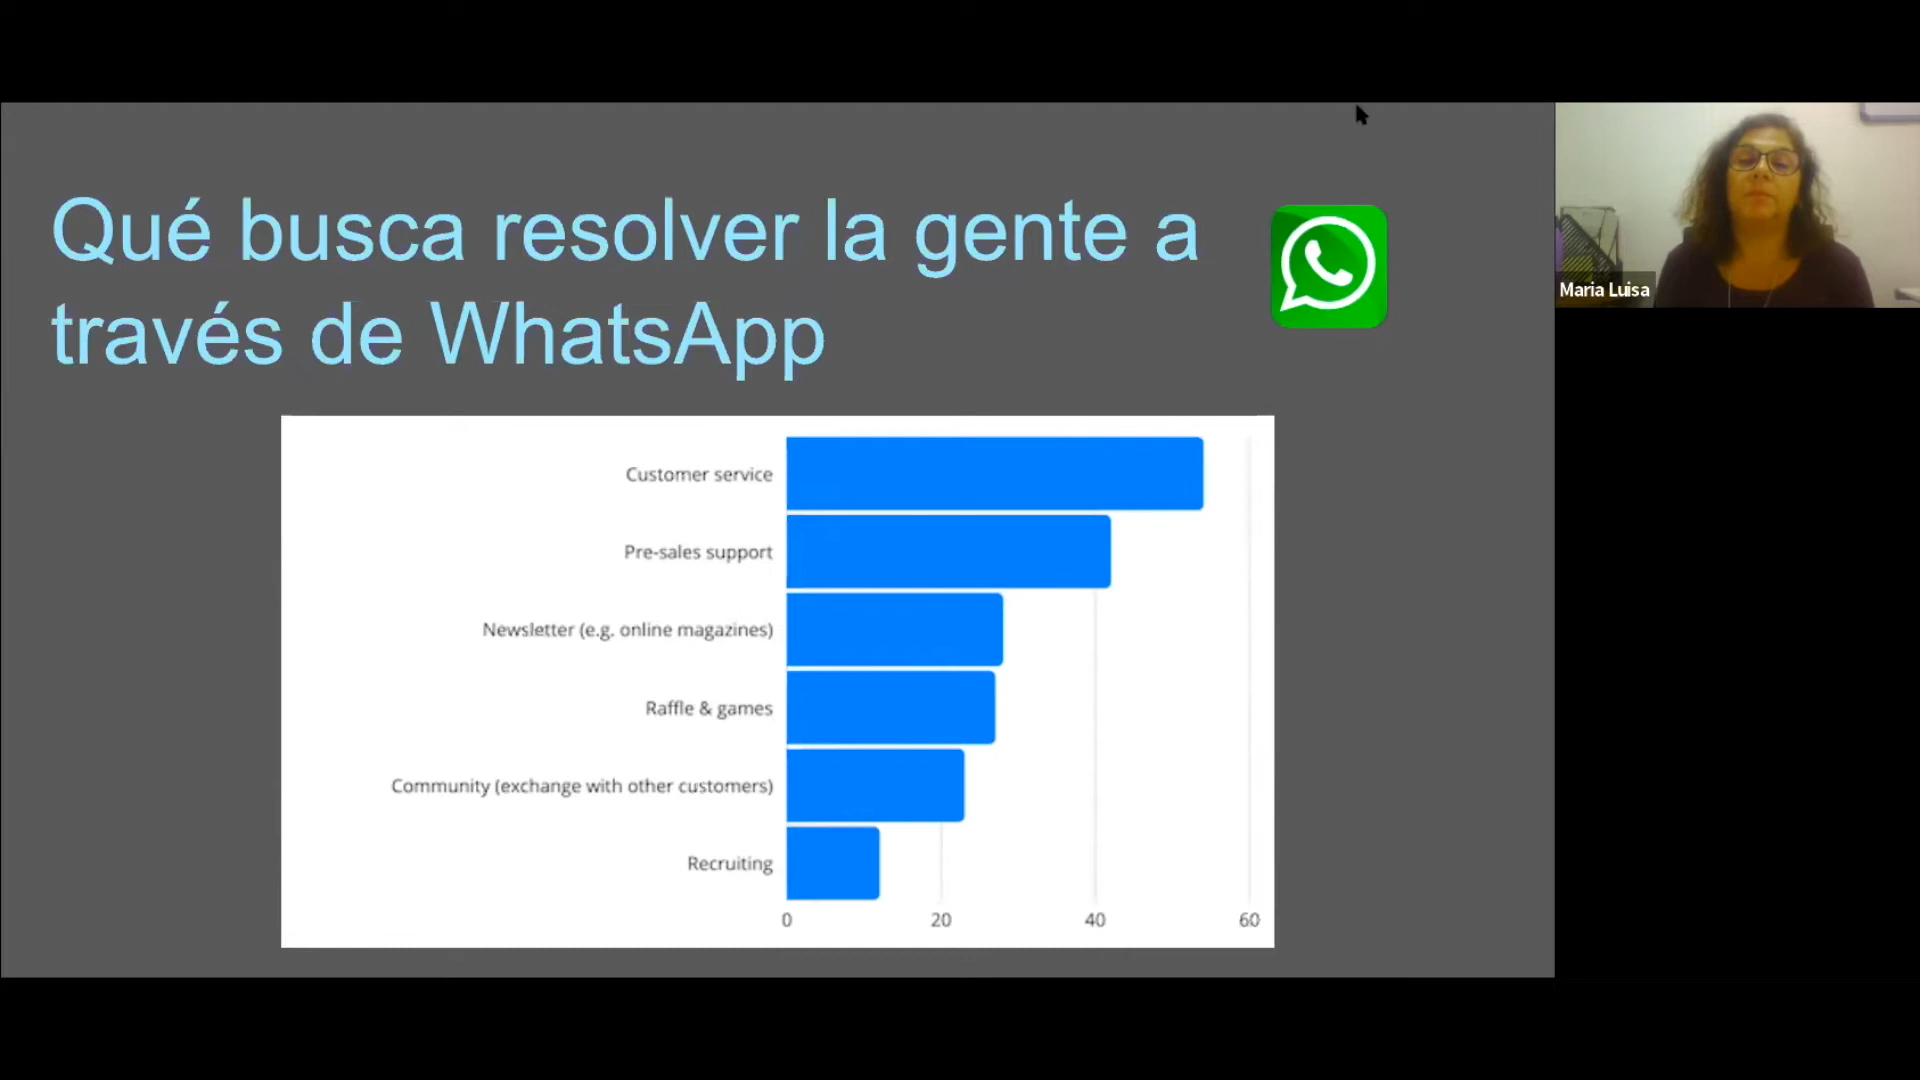 Qué busca resolver la gente a
través de WhatsApp
Maria Luisa
Customer service
Pre-sales support
Newsletter (e.g. online magazines)
Raffle & games
Community (exchange with other customers)
Recruiting
0 20 40 60